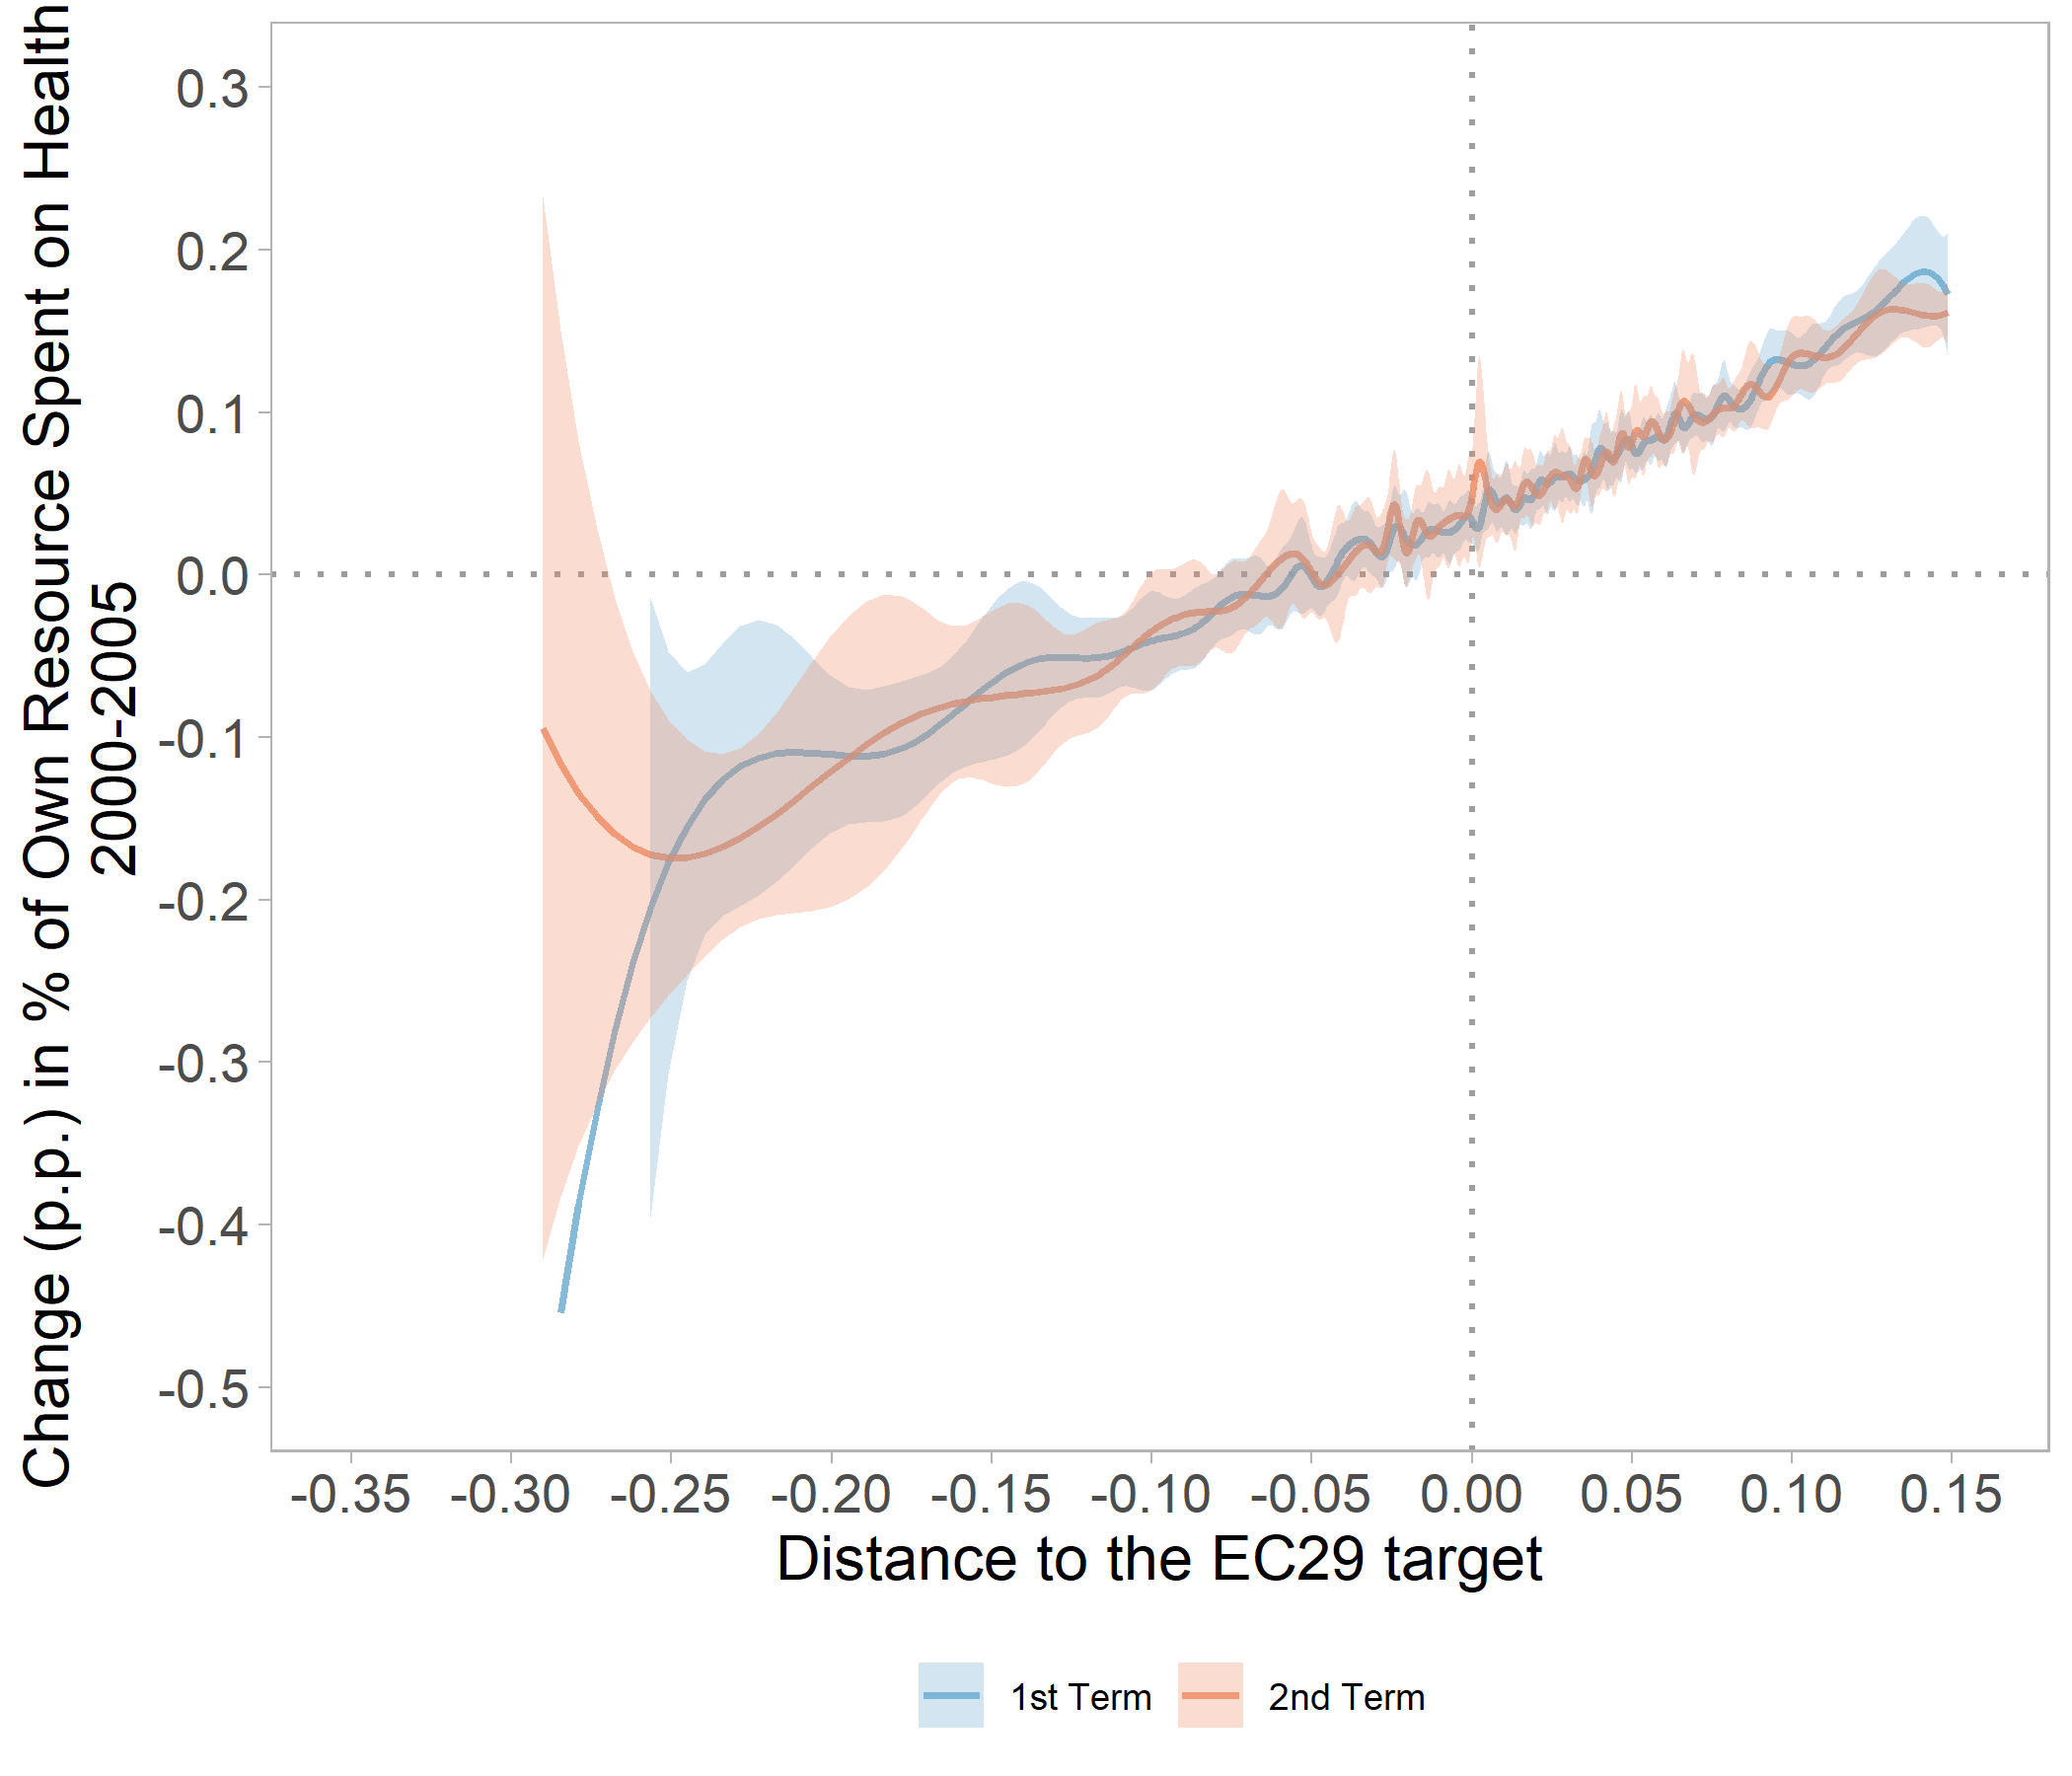 Change (p.p.) in % of Own Resource Spent on Health
2000-2005
0.3
0.2
0.1
0.0
-0.1
-0.2
-0.3
-0.4
-0.5
-0.35 -0.30 -0.25 -0.20 -0.15 -0.10 -0.05 0.00 0.05 0.10 0.15
Distance to the EC29 target
1st Term 2nd Term